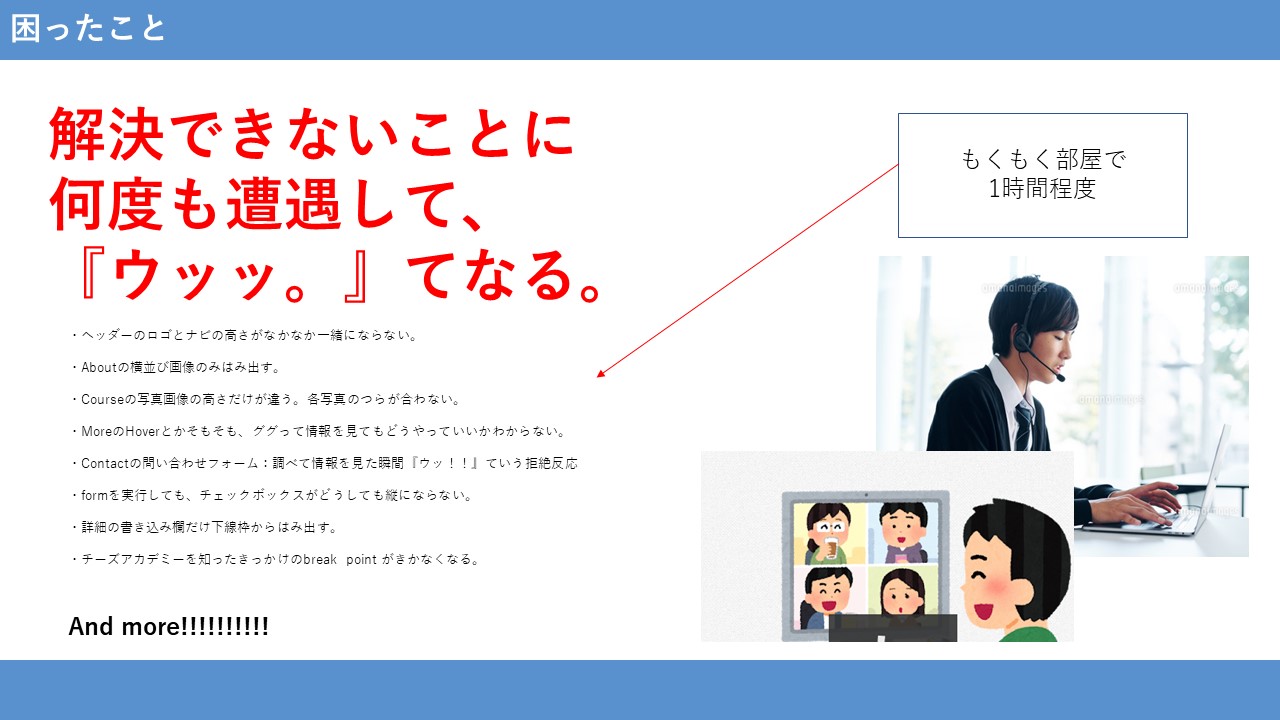 困ったこと
解決できないことに
何度も遭遇して、
『ウッッ。』てなる。
もくもく部屋で
1時間程度
・ヘッダーのロゴとナビの高さがなかなか一緒にならない。
・Aboutの横並び画像のみはみ出す。
・Courseの写真画像の高さだけが違う。各写真のつらが合わない。
・MoreのHoverとかそもそも、ググって情報を見てもどうやっていいかわからない。
・Contactの問い合わせフォーム：調べて情報を見た瞬間『ウッ！！』ていう拒絶反応
・formを実行しても、チェックボックスがどうしても縦にならない。
・詳細の書き込み欄だけ下線枠からはみ出す。
・チーズアカデミーを知ったきっかけのbreak point がきかなくなる。
And more!!!!!!!!!!
amanaimages
amanaimages
amanaimages